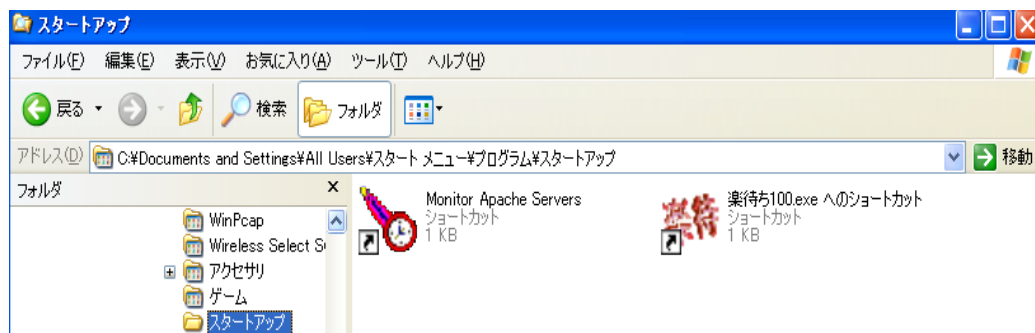 スタートアップ
ファイル(F) 編集(E) 表示(V) お気に入り(A) ツール(T) ヘルプ(H)
戻る 検索 フォルダ
アドレス(D) C:¥Documents and Settings¥All Users¥スタート メニュー¥プログラム¥スタートアップ 移動
フォルダ
WinPcap
Wireless Select S
アクセサリ
ゲーム
スタートアップ
Monitor Apache Servers
ショートカット
1 KB
楽待
楽待ち100.exe へのショートカット
ショートカット
1 KB